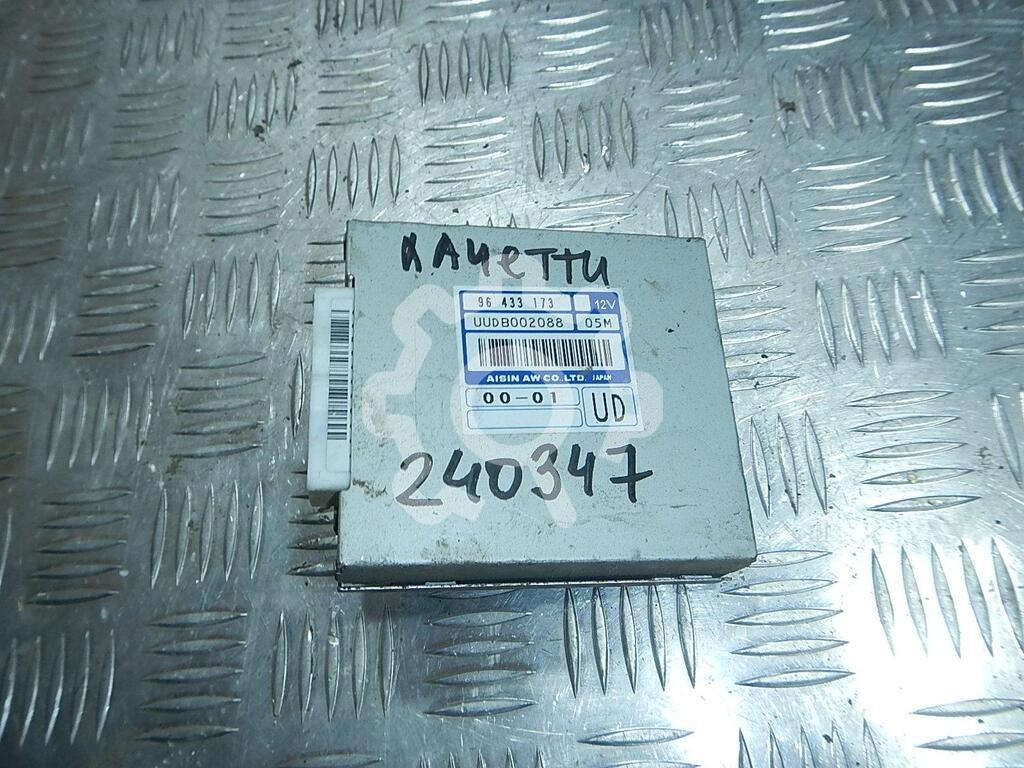 Качетти
96 433 173 12V
UUDB002088 05M
AISIN AW CO.,LTD. JAPAN
00-01 UD
240347